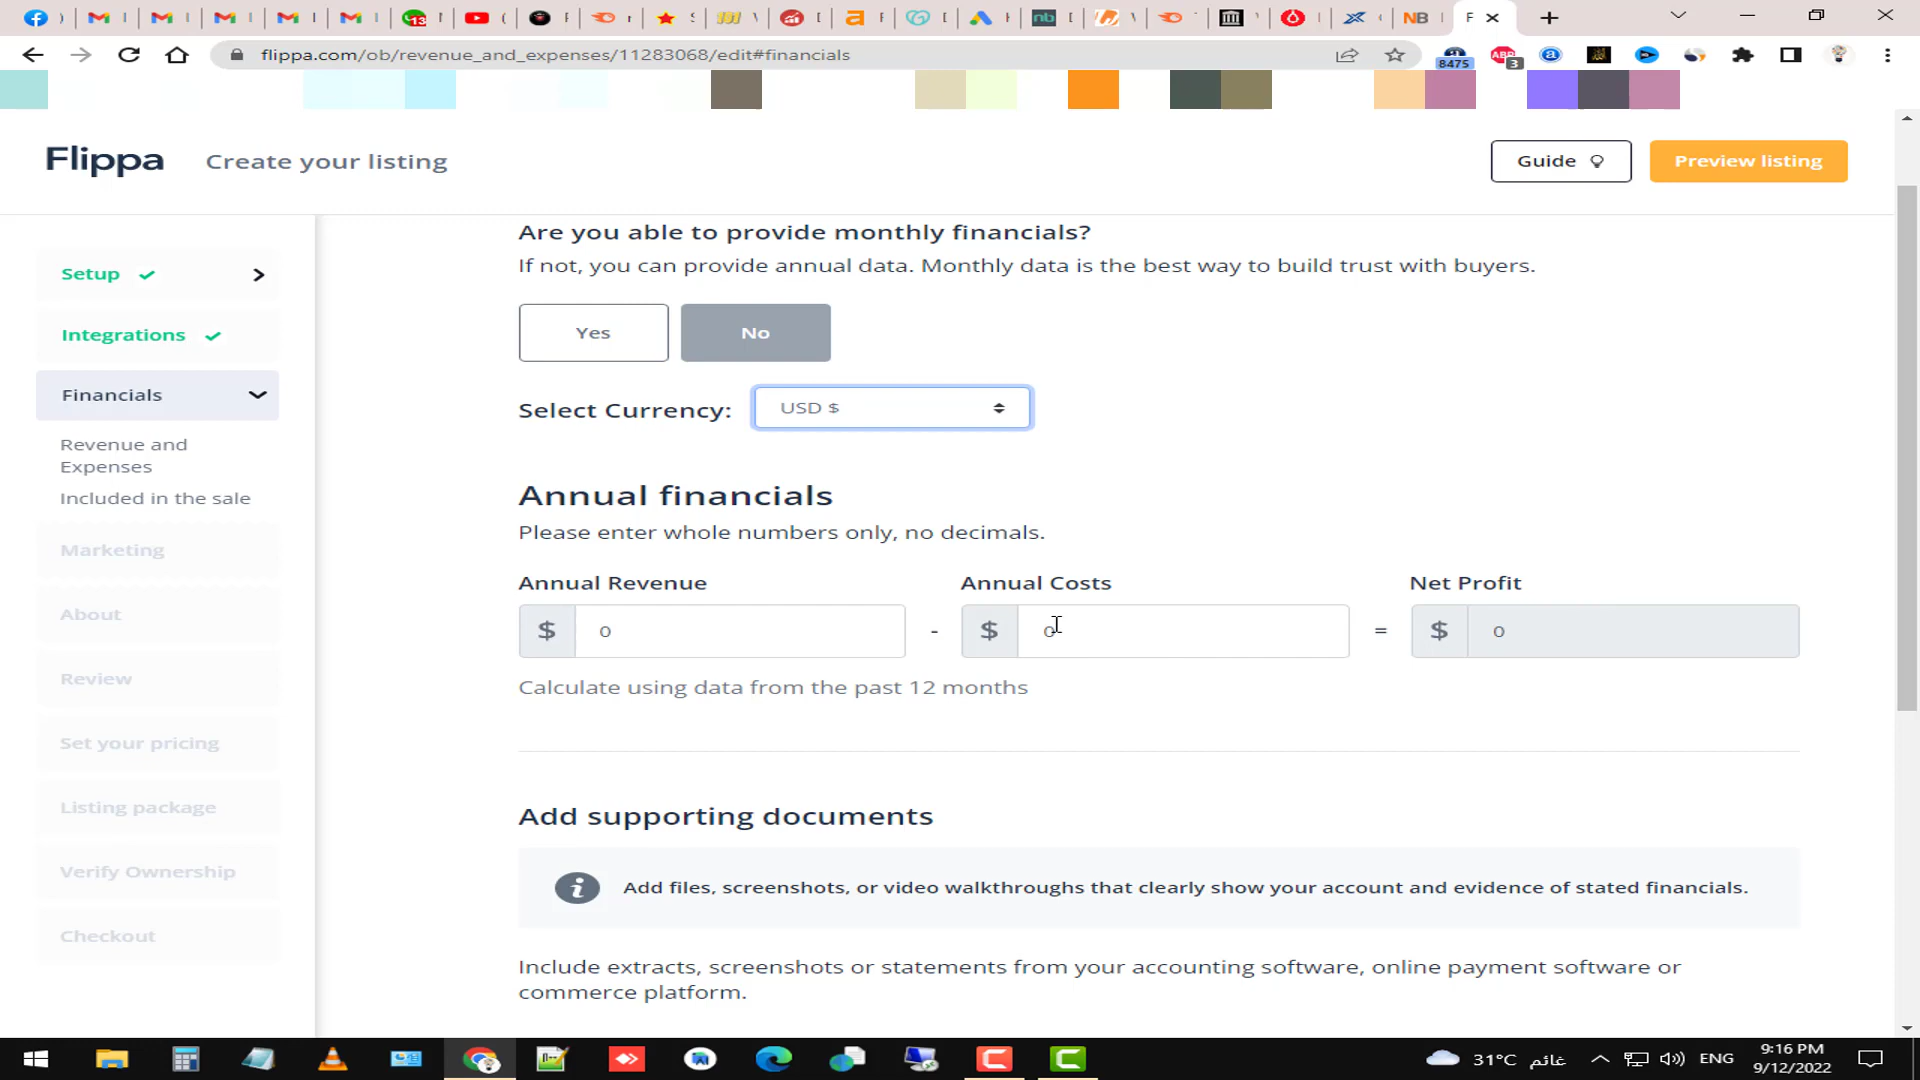 flippa.com/ob/revenue_and_expenses/11283068/edit#financials
8475
3
Flippa
Create your listing
Guide
Preview listing
Setup
Integrations
Financials
Revenue and
Expenses
Included in the sale
Marketing
About
Review
Set your pricing
Listing package
Verify Ownership
Checkout
Are you able to provide monthly financials?
If not, you can provide annual data. Monthly data is the best way to build trust with buyers.
Yes
No
Select Currency:
USD $
Annual financials
Please enter whole numbers only, no decimals.
Annual Revenue
Annual Costs
Net Profit
$ 0 - $ 0 = $ 0
Calculate using data from the past 12 months
Add supporting documents
Add files, screenshots, or video walkthroughs that clearly show your account and evidence of stated financials.
Include extracts, screenshots or statements from your accounting software, online payment software or
commerce platform.
31°C غائم
ENG
9:16 PM
9/12/2022